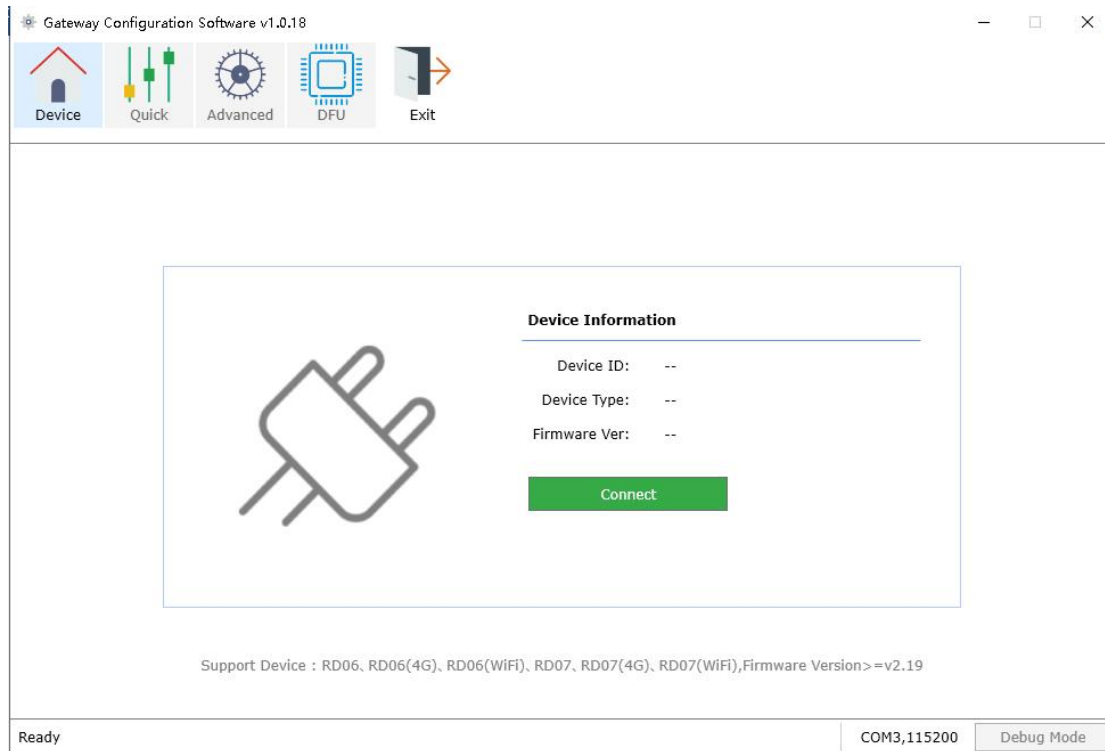 Gateway Configuration Software v1.0.18
Device Quick Advanced DFU Exit
Device Information
Device ID: --
Device Type: --
Firmware Ver: --
Connect
Support Device : RD06、RD06(4G)、RD06(WiFi)、RD07、RD07(4G)、RD07(WiFi),Firmware Version>=v2.19
Ready COM3,115200 Debug Mode